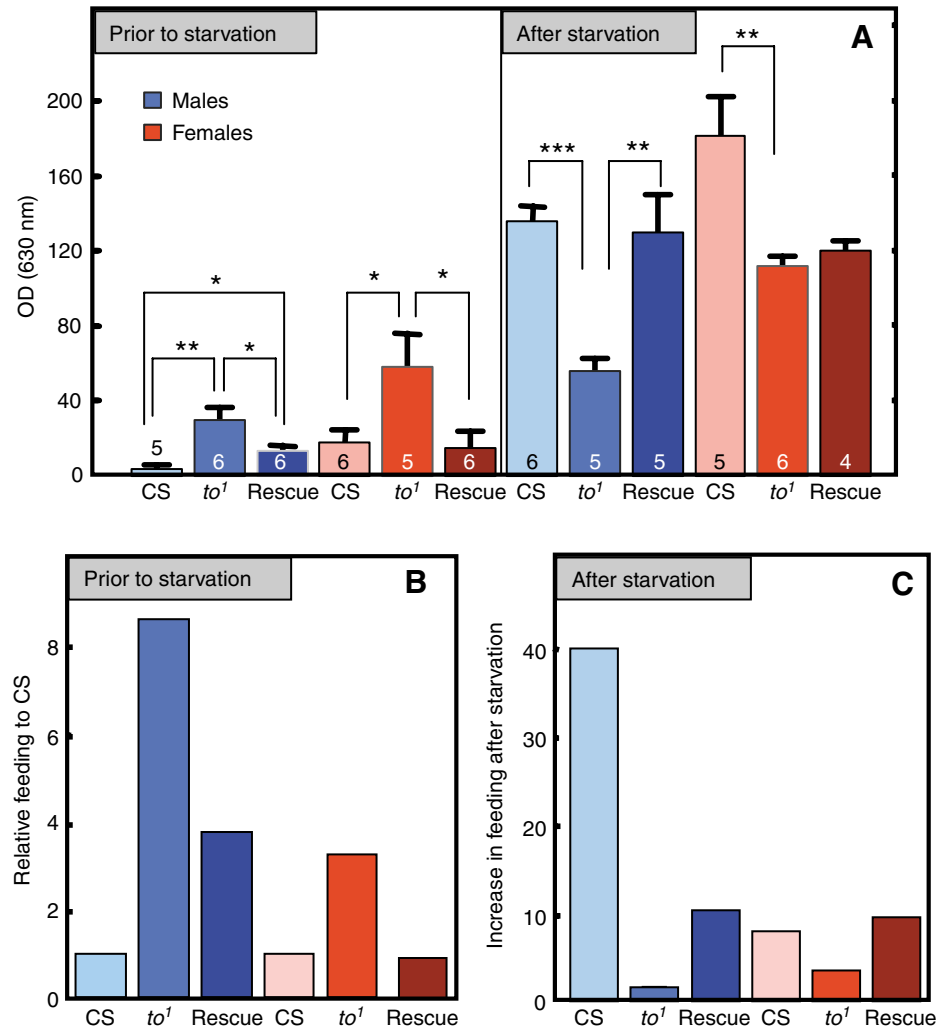 Prior to starvation
After starvation
A
Males
Females
OD (630 nm)
200
160
120
80
40
0
*
**
*
*
*
***
**
**
5
6
6
6
5
6
6
5
5
5
6
4
CS
to¹
Rescue
CS
to¹
Rescue
CS
to¹
Rescue
CS
to¹
Rescue
Prior to starvation
B
Relative feeding to CS
8
6
4
2
0
CS
to¹
Rescue
CS
to¹
Rescue
After starvation
C
Increase in feeding after starvation
40
30
20
10
0
CS
to¹
Rescue
CS
to¹
Rescue